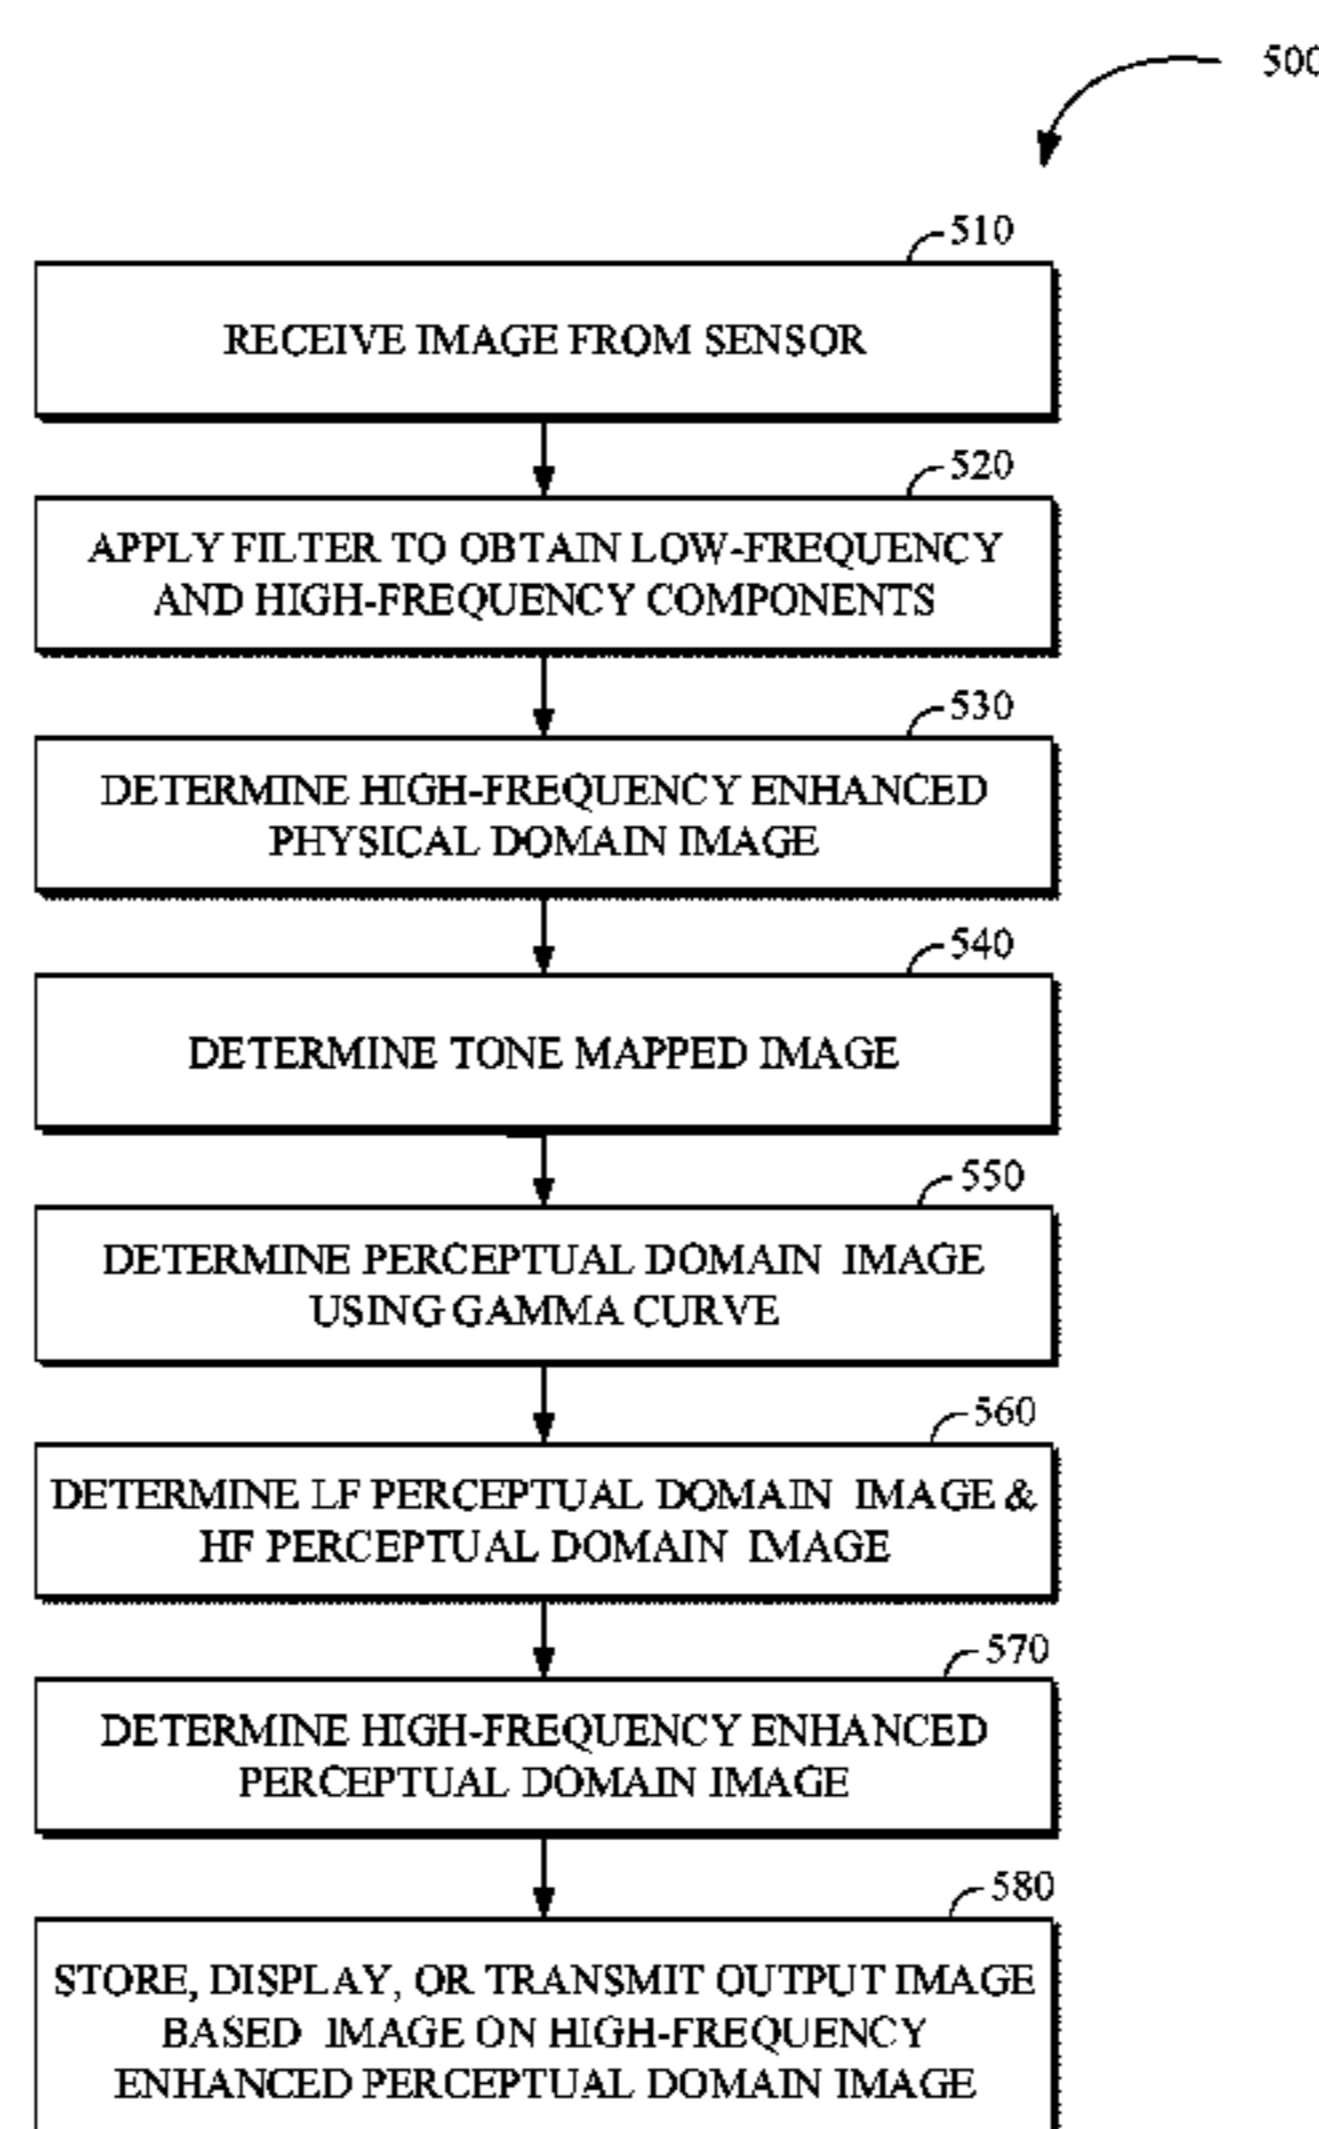 500
510
RECEIVE IMAGE FROM SENSOR
520
APPLY FILTER TO OBTAIN LOW-FREQUENCY
AND HIGH-FREQUENCY COMPONENTS
530
DETERMINE HIGH-FREQUENCY ENHANCED
PHYSICAL DOMAIN IMAGE
540
DETERMINE TONE MAPPED IMAGE
550
DETERMINE PERCEPTUAL DOMAIN IMAGE
USING GAMMA CURVE
560
DETERMINE LF PERCEPTUAL DOMAIN IMAGE &
HF PERCEPTUAL DOMAIN IMAGE
570
DETERMINE HIGH-FREQUENCY ENHANCED
PERCEPTUAL DOMAIN IMAGE
580
STORE, DISPLAY, OR TRANSMIT OUTPUT IMAGE
BASED IMAGE ON HIGH-FREQUENCY
ENHANCED PERCEPTUAL DOMAIN IMAGE